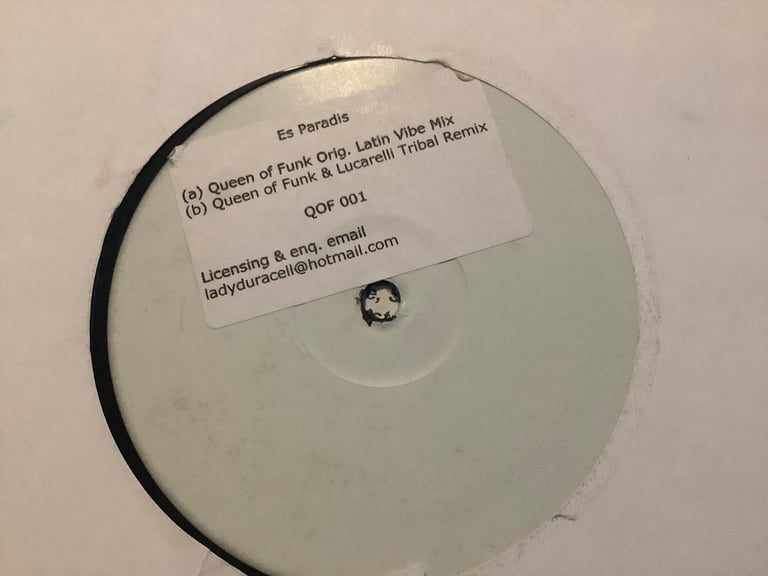 Es Paradis
(a) Queen of Funk Orig. Latin Vibe Mix
(b) Queen of Funk & Lucarelli Tribal Remix
QOF 001
Licensing & enq. email
ladyduracell@hotmail.com